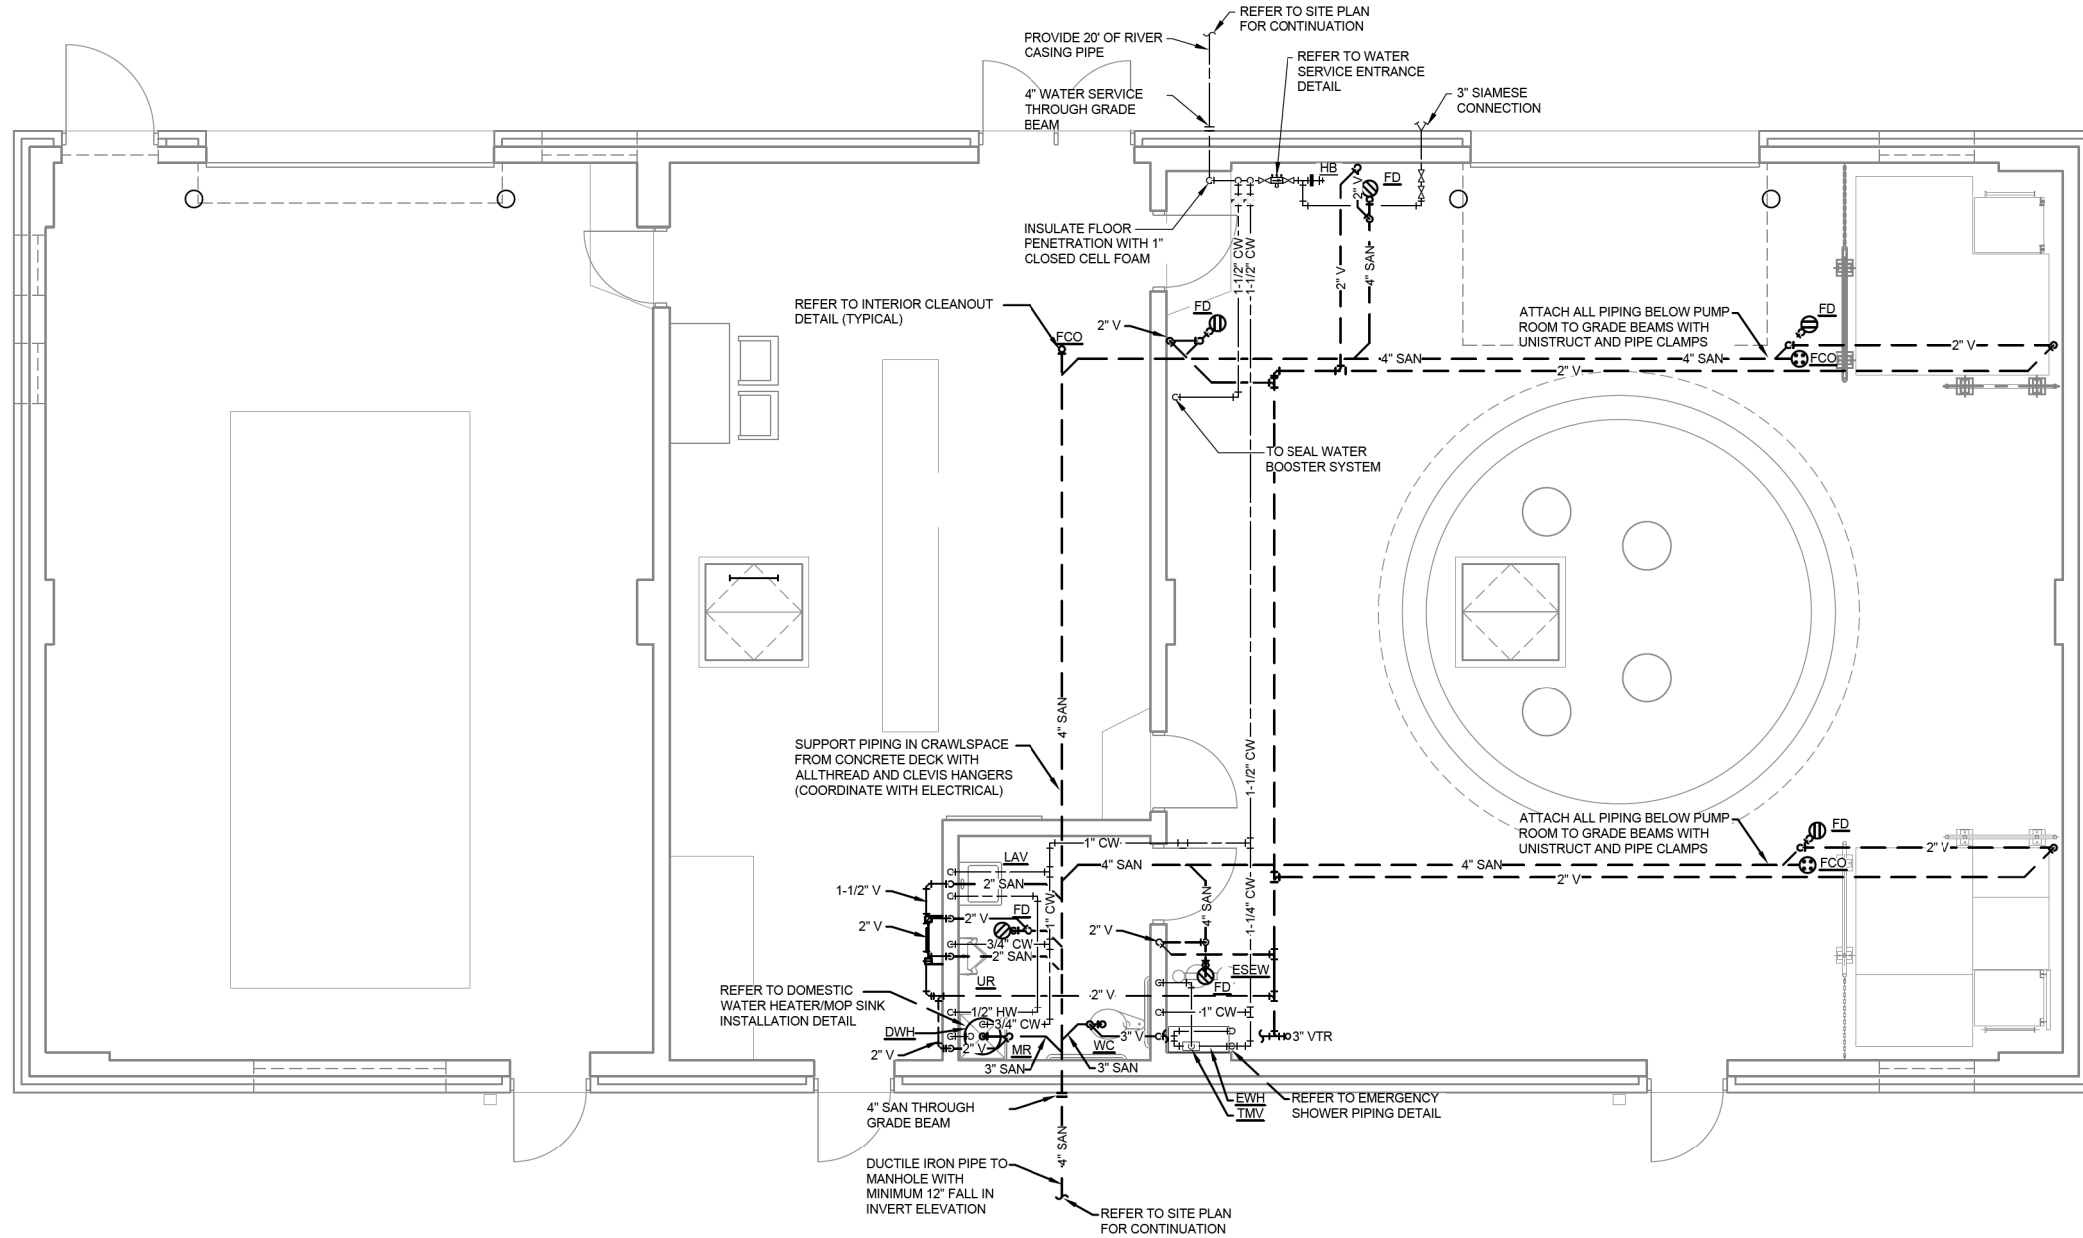 REFER TO SITE PLAN
FOR CONTINUATION
PROVIDE 20' OF RIVER
CASING PIPE
REFER TO WATER
SERVICE ENTRANCE
DETAIL
4" WATER SERVICE
THROUGH GRADE
BEAM
3" SIAMESE
CONNECTION
HB
2" V
FD
INSULATE FLOOR
PENETRATION WITH 1"
CLOSED CELL FOAM
1-1/2" CW
1-1/2" CW
2" V
4" SAN
REFER TO INTERIOR CLEANOUT
DETAIL (TYPICAL)
FCO
2" V
FD
ATTACH ALL PIPING BELOW PUMP
ROOM TO GRADE BEAMS WITH
UNISTRUCT AND PIPE CLAMPS
FD
4" SAN
4" SAN
FCO
2" V
2" V
TO SEAL WATER
BOOSTER SYSTEM
4" SAN
SUPPORT PIPING IN CRAWLSPACE
FROM CONCRETE DECK WITH
ALLTHREAD AND CLEVIS HANGERS
(COORDINATE WITH ELECTRICAL)
1-1/2" CW
ATTACH ALL PIPING BELOW PUMP
ROOM TO GRADE BEAMS WITH
UNISTRUCT AND PIPE CLAMPS
FD
1" CW
LAV
4" SAN
4" SAN
FCO
2" V
2" V
1-1/2" V
2" SAN
1" CW
4" SAN
1-1/4" CW
2" V
2" V
FD
2" V
3/4" CW
2" SAN
ESEW
UR
FD
REFER TO DOMESTIC
WATER HEATER/MOP SINK
INSTALLATION DETAIL
2" V
1/2" HW
3/4" CW
1" CW
DWH
3" V
3" VTR
2" V
2" V
MR
WC
3" SAN
3" SAN
4" SAN THROUGH
GRADE BEAM
EWH
TMV
REFER TO EMERGENCY
SHOWER PIPING DETAIL
4" SAN
DUCTILE IRON PIPE TO
MANHOLE WITH
MINIMUM 12" FALL IN
INVERT ELEVATION
REFER TO SITE PLAN
FOR CONTINUATION